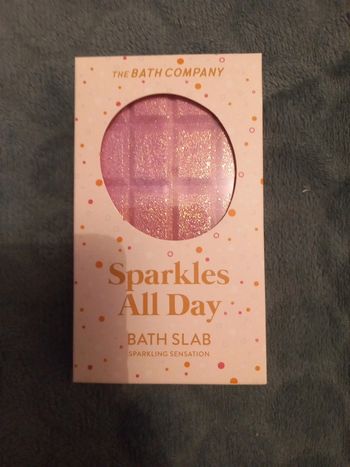 THE BATH COMPANY
Sparkles
All Day
BATH SLAB
SPARKLING SENSATION